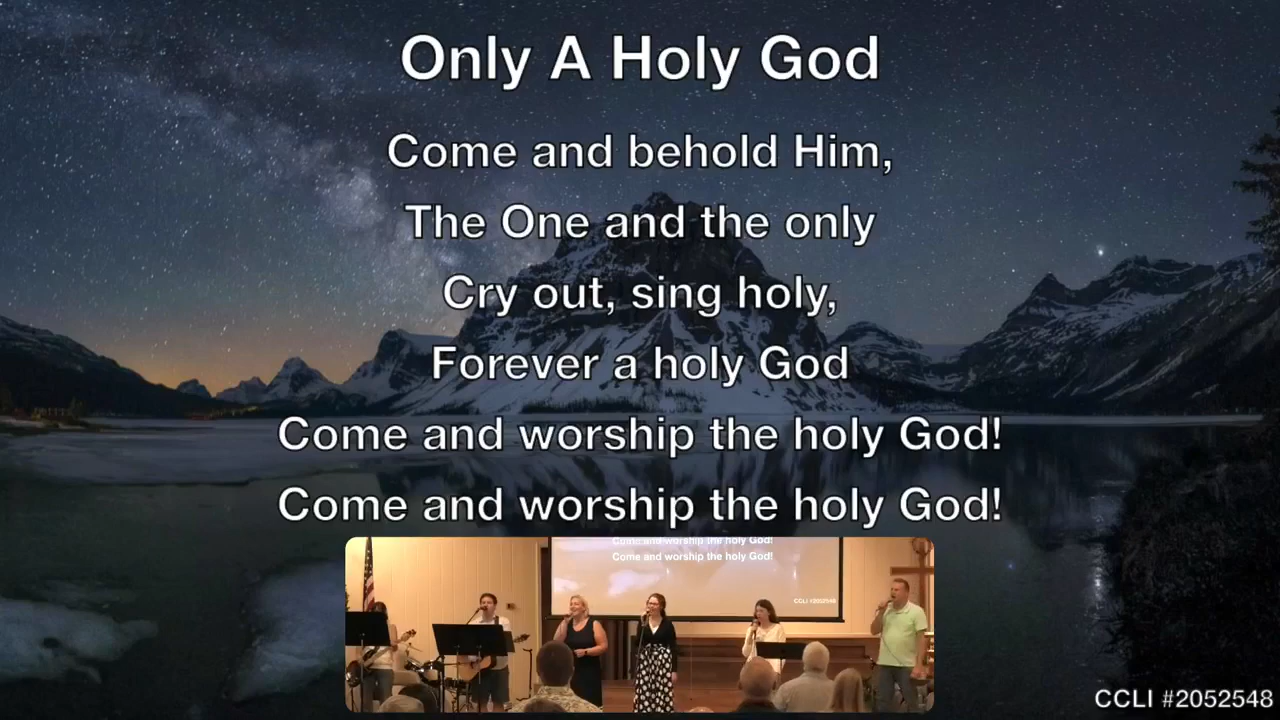 Only A Holy God
Come and behold Him,
The One and the only
Cry out, sing holy,
Forever a holy God
Come and worship the holy God!
Come and worship the holy God!
Come and worship the holy God!
Come and worship the holy God!
CCLI #2052548
CCLI #2052548